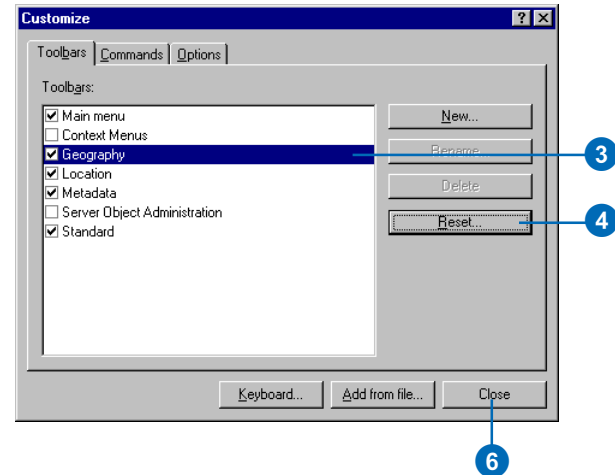 Customize
Toolbars Commands Options
Toolbars:
Main menu
Context Menus
Geography
Location
Metadata
Server Object Administration
Standard
New...
Rename...
Delete
Reset...
Keyboard... Add from file... Close
3
4
6